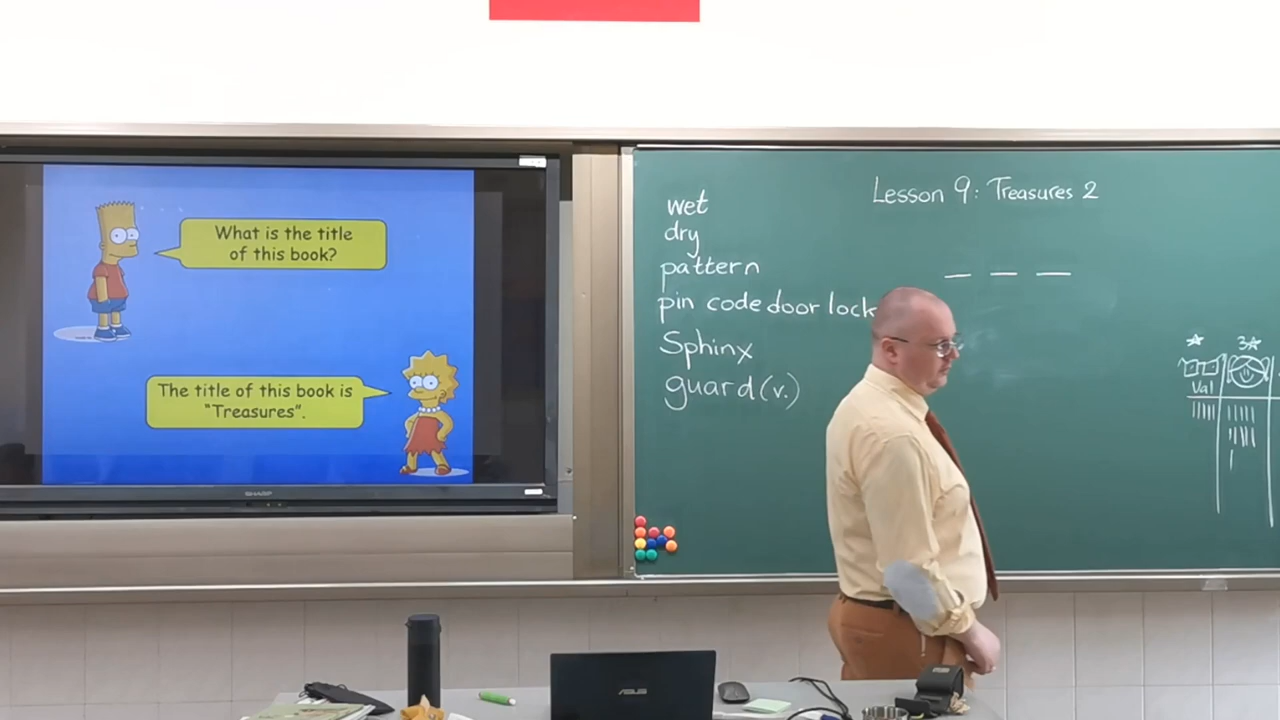 What is the title
of this book?
The title of this book is
"Treasures".
SHARP
Lesson 9: Treasures 2
wet
dry
pattern
pin code door lock
Sphinx
guard (v.)
3
Val
ASUS